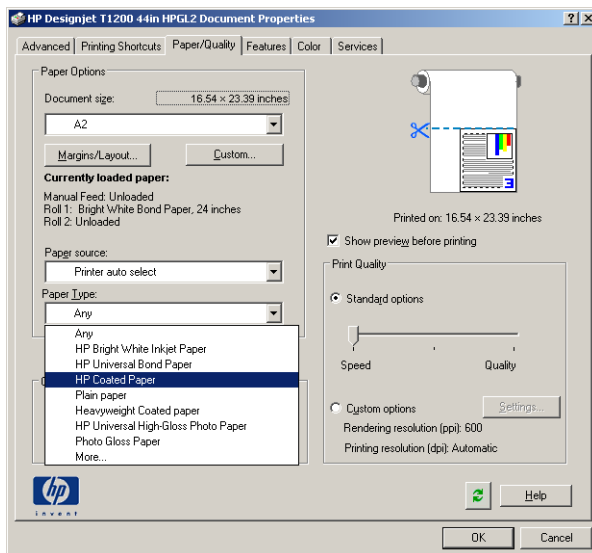 HP Designjet T1200 44in HPGL2 Document Properties
Advanced Printing Shortcuts Paper/Quality Features Color Services
Paper Options
Document size: 16.54 × 23.39 inches
A2
Margins/Layout... Custom...
Currently loaded paper:
Manual Feed: Unloaded
Roll 1: Bright White Bond Paper, 24 inches
Roll 2: Unloaded
Paper source:
Printer auto select
Paper Type:
Any
Any
HP Bright White Inkjet Paper
HP Universal Bond Paper
HP Coated Paper
Plain paper
Heavyweight Coated paper
HP Universal High-Gloss Photo Paper
Photo Gloss Paper
More...
3
Printed on: 16.54 × 23.39 inches
Show preview before printing
Print Quality
Standard options
Speed Quality
Custom options Settings...
Rendering resolution (ppi): 600
Printing resolution (dpi): Automatic
hp
invent
Help
OK Cancel